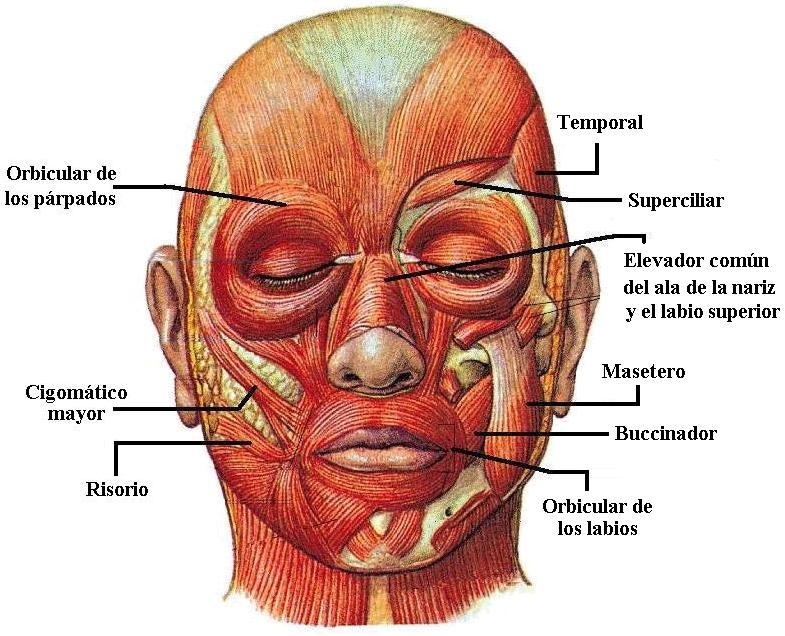 Temporal
Orbicular de
los párpados
Superciliar
Elevador común
del ala de la nariz
y el labio superior
Masetero
Cigomático
mayor
Buccinador
Risorio
Orbicular de
los labios